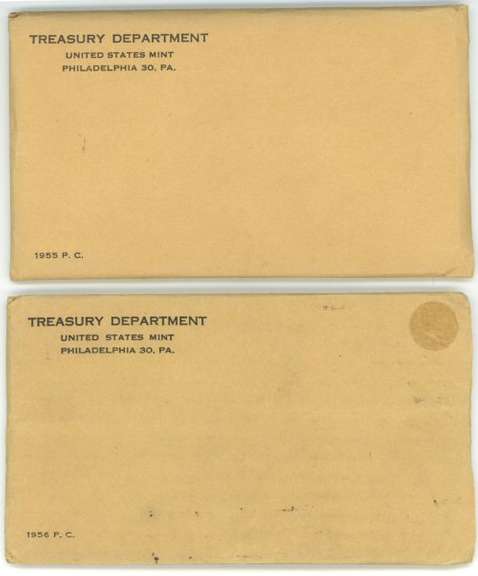 TREASURY DEPARTMENT
UNITED STATES MINT
PHILADELPHIA 30, PA.
1955 P. C.
TREASURY DEPARTMENT
UNITED STATES MINT
PHILADELPHIA 30, PA.
1956 P. C.